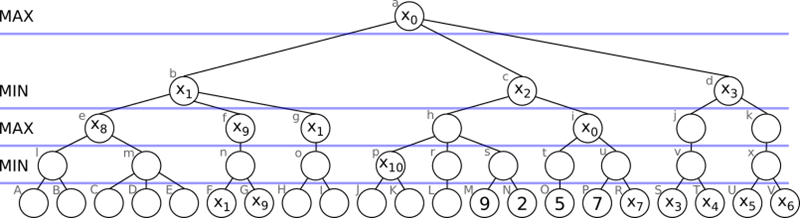 MAX
a
x0
MIN
b x1 c x2 d x3
MAX
e x8 f x9 g x1 h i x0 j k
MIN
l m n o p x10 r s t u v x
A B C D E F x1 G x9 H I J K L M 9 N 2 O 5 P 7 R x7 S x3 T x4 U x5 V x6